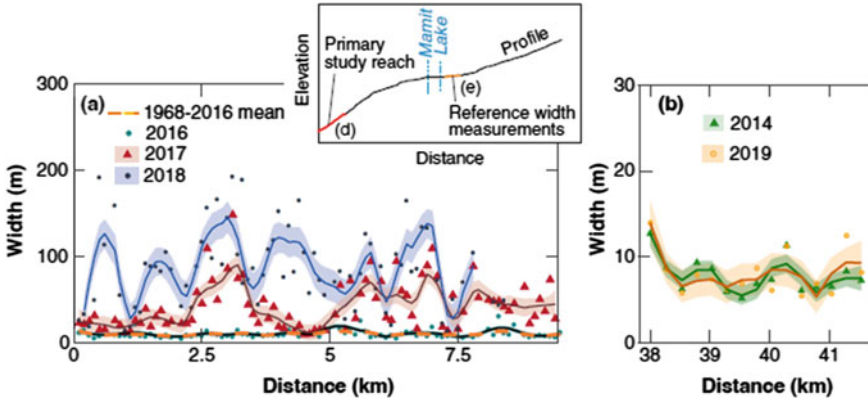 Elevation
Primary
study reach
(d)
Mamit
Lake
Profile
(e)
Reference width
measurements
Distance
(a)
1968-2016 mean
2016
2017
2018
Width (m)
300
200
100
0
0
2.5
5
7.5
Distance (km)
(b)
2014
2019
Width (m)
30
20
10
0
38
39
40
41
Distance (km)